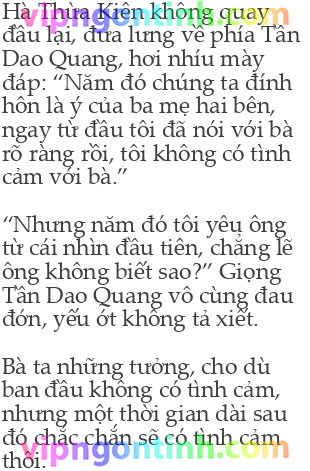 vipngontinh.com
Hà Thừa Kiên không quay
đầu lại, đưa lưng về phía Tần
Dao Quang, hơi nhíu mày
đáp: “Năm đó chúng ta đính
hôn là ý của ba mẹ hai bên,
ngay từ đầu tôi đã nói với bà
rõ ràng rồi, tôi không có tình
cảm với bà.”
“Nhưng năm đó tôi yêu ông
từ cái nhìn đầu tiên, chẳng lẽ
ông không biết sao?” Giọng
Tần Dao Quang vô cùng đau
đớn, yếu ớt không tả xiết.
Bà ta những tưởng, cho dù
ban đầu không có tình cảm,
nhưng một thời gian dài sau
đó chắc chắn sẽ có tình cảm
vipngontinh.com
thôi.